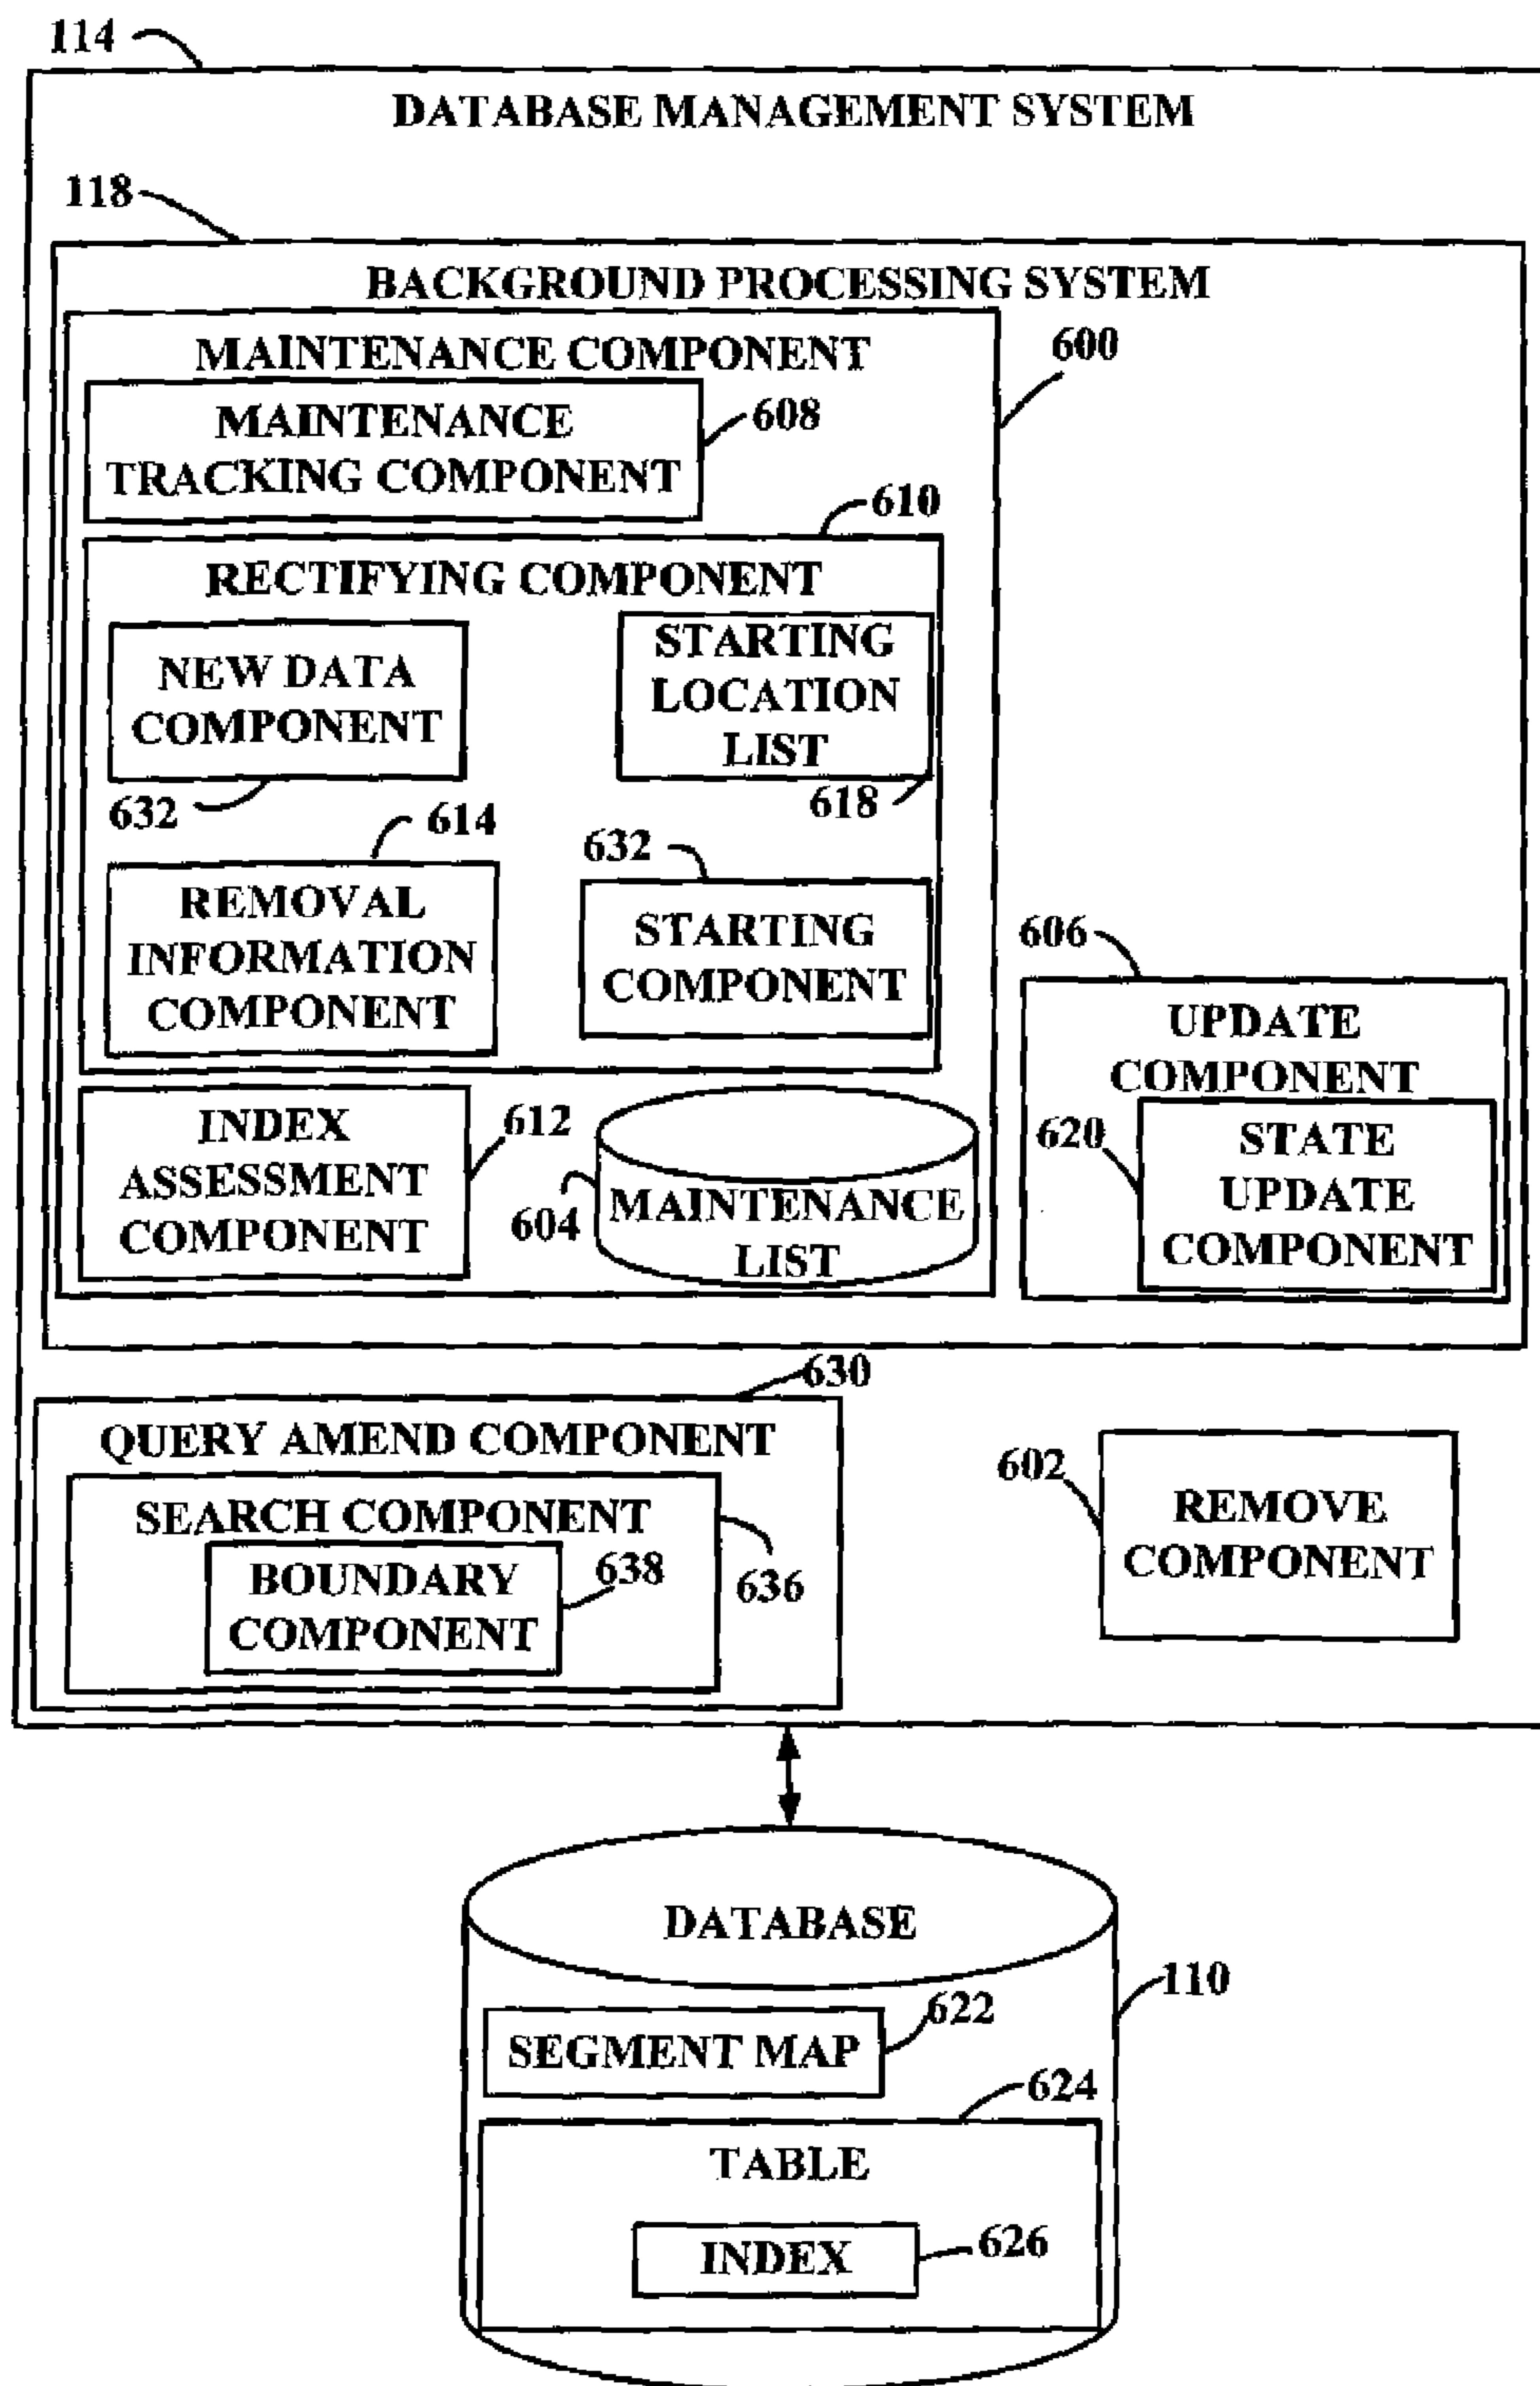 114
DATABASE MANAGEMENT SYSTEM
118
BACKGROUND PROCESSING SYSTEM
MAINTENANCE COMPONENT
600
MAINTENANCE
TRACKING COMPONENT
608
610
RECTIFYING COMPONENT
NEW DATA
COMPONENT
632
STARTING
LOCATION
LIST
618
614
REMOVAL
INFORMATION
COMPONENT
632
STARTING
COMPONENT
606
UPDATE
COMPONENT
620
STATE
UPDATE
COMPONENT
INDEX
ASSESSMENT
COMPONENT
612
604
MAINTENANCE
LIST
630
QUERY AMEND COMPONENT
SEARCH COMPONENT
636
BOUNDARY
COMPONENT
638
602
REMOVE
COMPONENT
DATABASE
110
SEGMENT MAP
622
624
TABLE
INDEX
626